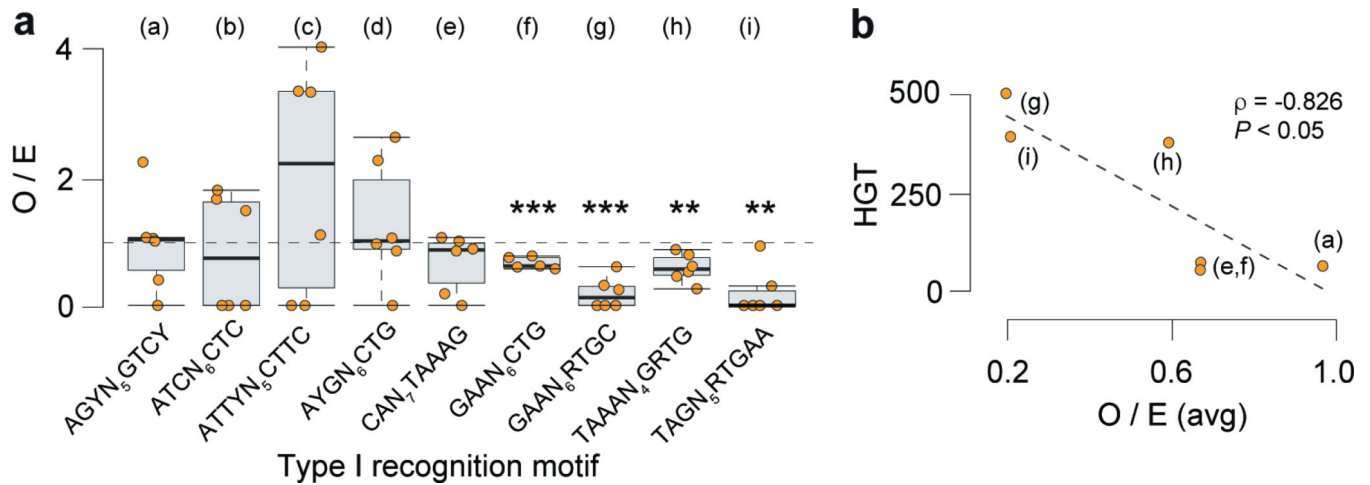 a
(a) (b) (c) (d) (e) (f) (g) (h) (i)
4
2
0
O / E
*** *** ** **
AGYN5GTCY
ATCN6CTC
ATTYN5CTTC
AYGN6CTG
CAN7TAAAG
GAAN6CTG
GAAN6RTGC
TAAAN4GRTG
TAGN5RTGAA
Type I recognition motif
b
500
250
0
HGT
(g)
(i)
(h)
(e,f)
(a)
ρ = -0.826
P < 0.05
0.2 0.6 1.0
O / E (avg)